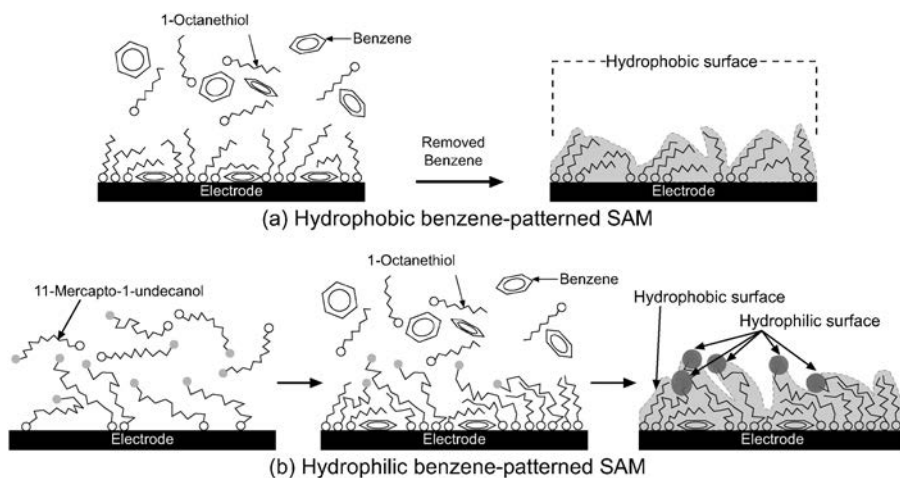 1-Octanethiol
Benzene
Hydrophobic surface
Removed
Benzene
Electrode
Electrode
(a) Hydrophobic benzene-patterned SAM
1-Octanethiol
Benzene
11-Mercapto-1-undecanol
Hydrophobic surface
Hydrophilic surface
Electrode
Electrode
Electrode
(b) Hydrophilic benzene-patterned SAM